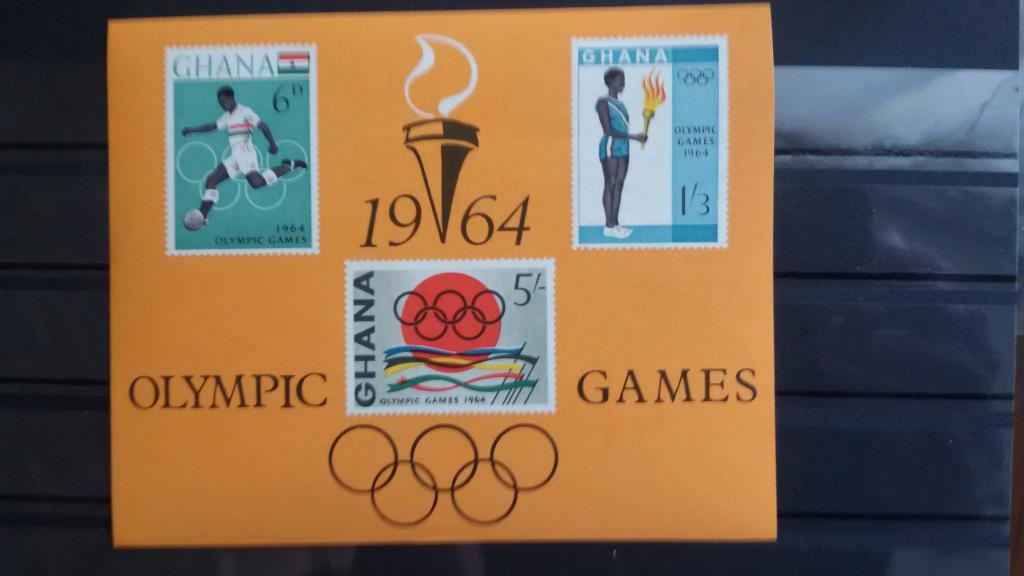 GHANA
6D
1964
OLYMPIC GAMES
1964
GHANA
OLYMPIC
GAMES
1964
1/3
GHANA
5/-
OLYMPIC GAMES 1964
OLYMPIC GAMES